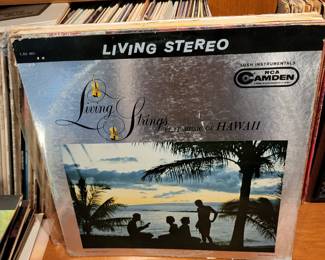 LIVING STEREO
LUSH INSTRUMENTALS
RCA
CAMDEN
Living
Strings
PLAY MUSIC OF HAWAII